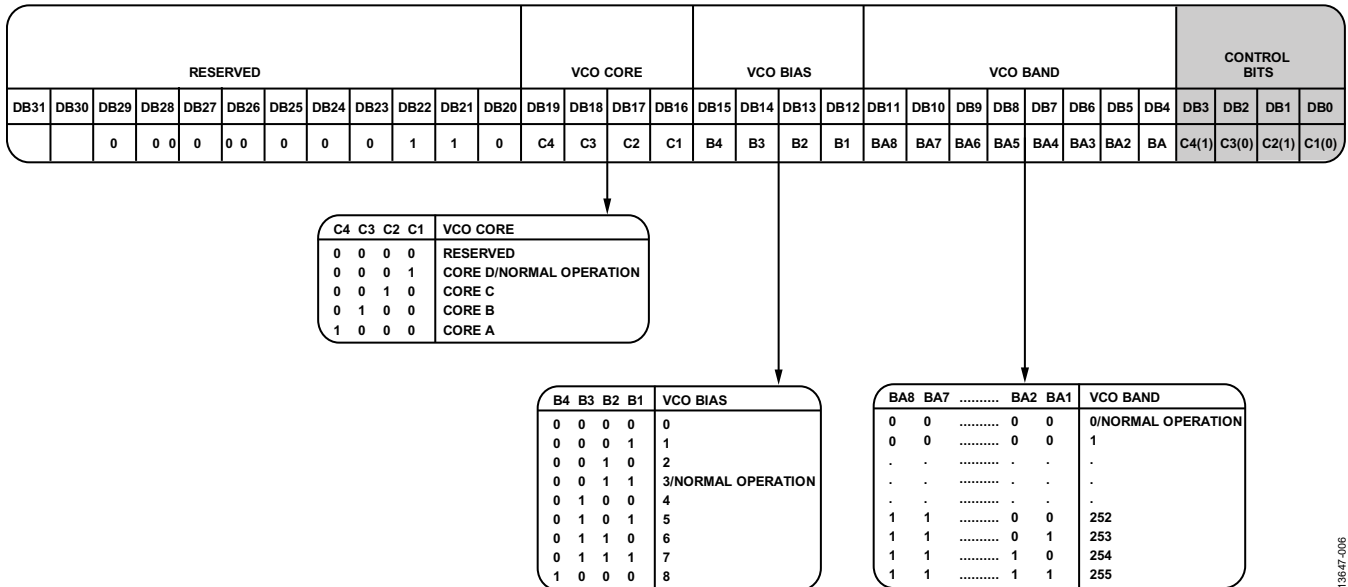 RESERVED VCO CORE VCO BIAS VCO BAND CONTROL BITS
DB31 DB30 DB29 DB28 DB27 DB26 DB25 DB24 DB23 DB22 DB21 DB20 DB19 DB18 DB17 DB16 DB15 DB14 DB13 DB12 DB11 DB10 DB9 DB8 DB7 DB6 DB5 DB4 DB3 DB2 DB1 DB0
0 0 0 0 0 0 0 0 0 1 1 0 C4 C3 C2 C1 B4 B3 B2 B1 BA8 BA7 BA6 BA5 BA4 BA3 BA2 BA C4(1) C3(0) C2(1) C1(0)
C4 C3 C2 C1 VCO CORE
0 0 0 0 RESERVED
0 0 0 1 CORE D/NORMAL OPERATION
0 0 1 0 CORE C
0 1 0 0 CORE B
1 0 0 0 CORE A
B4 B3 B2 B1 VCO BIAS
0 0 0 0 0
0 0 0 1 1
0 0 1 0 2
0 0 1 1 3/NORMAL OPERATION
0 1 0 0 4
0 1 0 1 5
0 1 1 0 6
0 1 1 1 7
1 0 0 0 8
BA8 BA7 .......... BA2 BA1 VCO BAND
0 0 .......... 0 0 0/NORMAL OPERATION
0 0 .......... 0 0 1
. . .......... . . .
. . .......... . . .
. . .......... . . .
1 1 .......... 0 0 252
1 1 .......... 0 1 253
1 1 .......... 1 0 254
1 1 .......... 1 1 255
13647-006